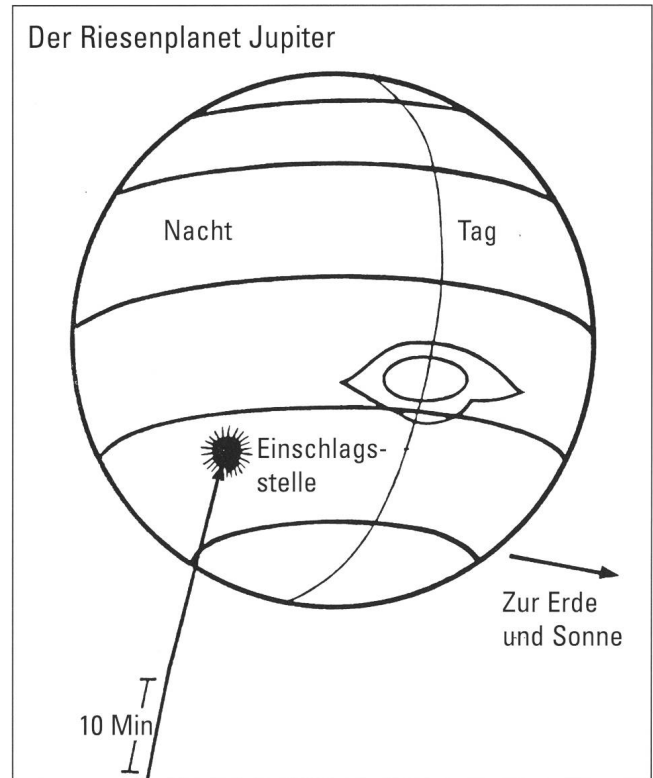 Der Riesenplanet Jupiter
Nacht
Tag
Einschlags-
stelle
Zur Erde
und Sonne
10 Min